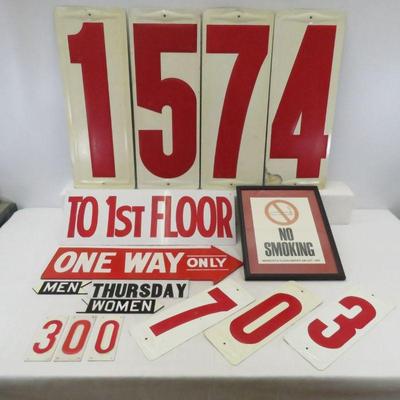 1574
TO 1ST FLOOR
NO
SMOKING
ONE WAY ONLY
MEN THURSDAY
WOMEN
300
703